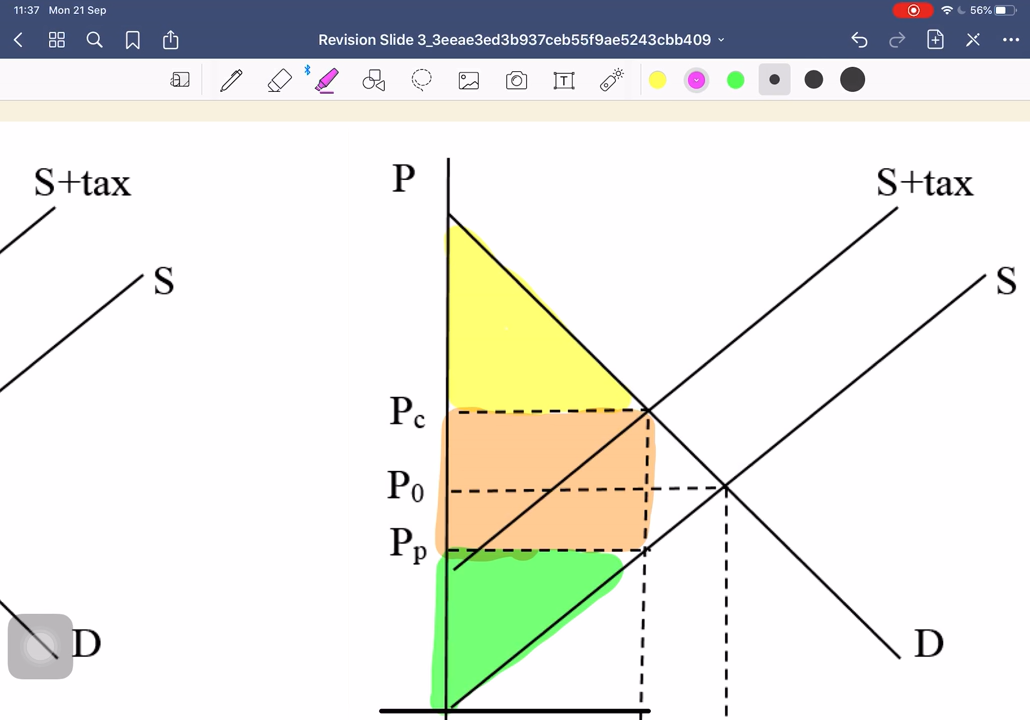 11:37 Mon 21 Sep
56%
Revision Slide 3_3eeae3ed3b937ceb55f9ae5243cbb409
T
S+tax
P
S+tax
S
S
Pc
P0
Pp
D
D